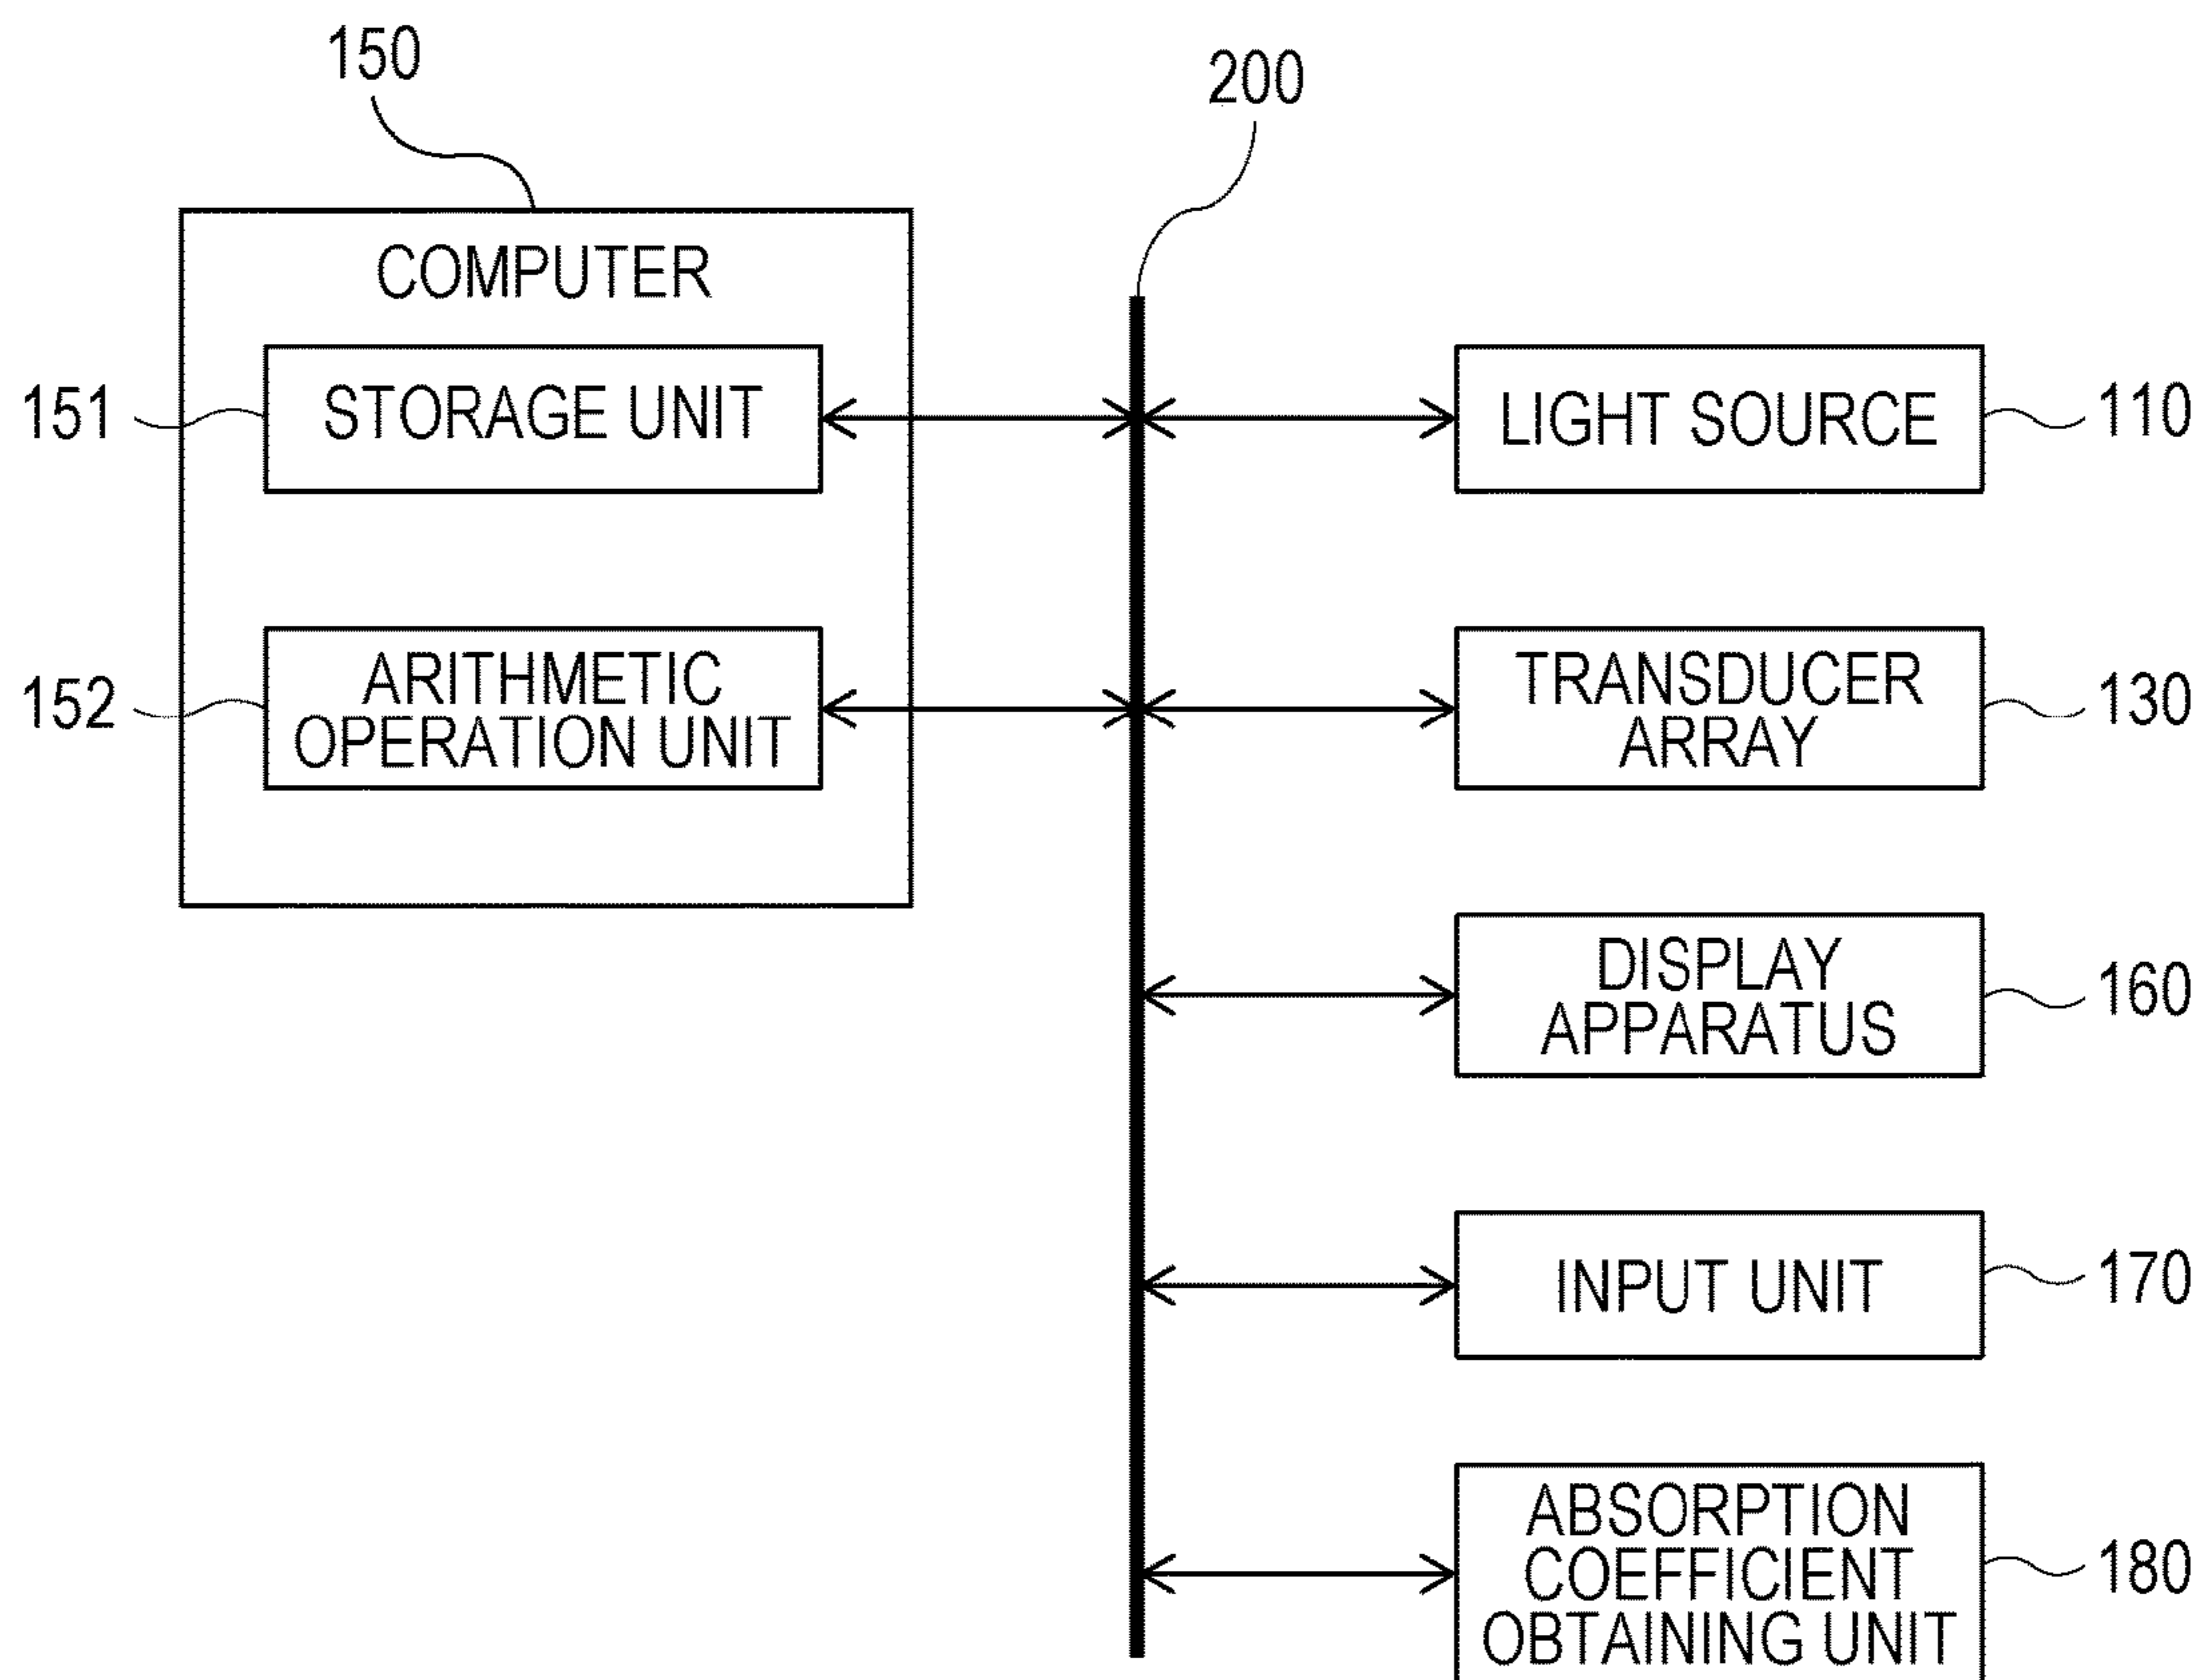 150
200
COMPUTER
151
STORAGE UNIT
LIGHT SOURCE
110
152
ARITHMETIC
OPERATION UNIT
TRANSDUCER
ARRAY
130
DISPLAY
APPARATUS
160
INPUT UNIT
170
ABSORPTION
COEFFICIENT
OBTAINING UNIT
180